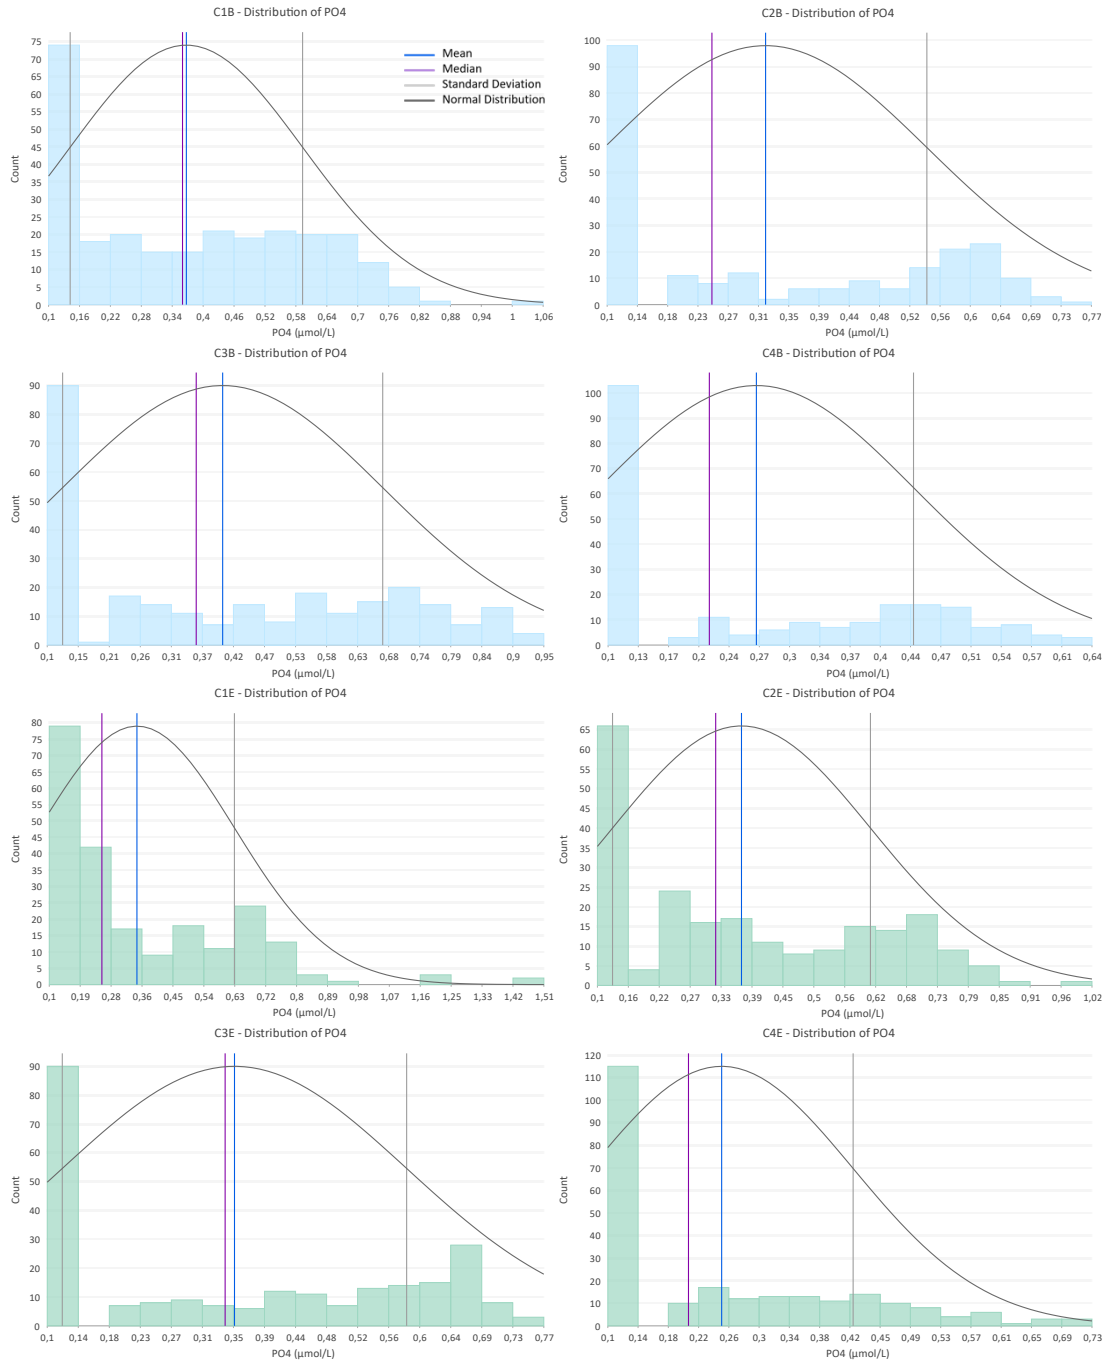 C1B - Distribution of PO4
75
70
65
60
55
50
45
40
35
30
25
20
15
10
5
0
Count
Mean
Median
Standard Deviation
Normal Distribution
0,1 0,16 0,22 0,28 0,34 0,4 0,46 0,52 0,58 0,64 0,7 0,76 0,82 0,88 0,94 1 1,06
PO4 (µmol/L)
C2B - Distribution of PO4
100
90
80
70
60
50
40
30
20
10
0
Count
0,1 0,14 0,18 0,22 0,27 0,31 0,35 0,39 0,43 0,48 0,52 0,56 0,6 0,64 0,69 0,73 0,77
PO4 (µmol/L)
C3B - Distribution of PO4
90
80
70
60
50
40
30
20
10
0
Count
0,1 0,15 0,21 0,26 0,31 0,37 0,42 0,47 0,53 0,58 0,63 0,68 0,74 0,79 0,84 0,9 0,95
PO4 (µmol/L)
C4B - Distribution of PO4
100
90
80
70
60
50
40
30
20
10
0
Count
0,1 0,13 0,17 0,2 0,24 0,27 0,3 0,34 0,37 0,4 0,44 0,47 0,51 0,54 0,57 0,61 0,64
PO4 (µmol/L)
C1E - Distribution of PO4
80
75
70
65
60
55
50
45
40
35
30
25
20
15
10
5
0
Count
0,1 0,19 0,28 0,36 0,45 0,54 0,63 0,72 0,8 0,89 0,98 1,07 1,16 1,25 1,33 1,42 1,51
PO4 (µmol/L)
C2E - Distribution of PO4
65
60
55
50
45
40
35
30
25
20
15
10
5
0
Count
0,1 0,16 0,22 0,27 0,33 0,39 0,45 0,5 0,56 0,62 0,68 0,73 0,79 0,85 0,91 0,96 1,02
PO4 (µmol/L)
C3E - Distribution of PO4
90
80
70
60
50
40
30
20
10
0
Count
0,1 0,14 0,18 0,23 0,27 0,31 0,35 0,39 0,44 0,48 0,52 0,56 0,6 0,64 0,69 0,73 0,77
PO4 (µmol/L)
C4E - Distribution of PO4
120
110
100
90
80
70
60
50
40
30
20
10
0
Count
0,1 0,14 0,18 0,22 0,26 0,3 0,34 0,38 0,42 0,45 0,49 0,53 0,57 0,61 0,65 0,69 0,73
PO4 (µmol/L)